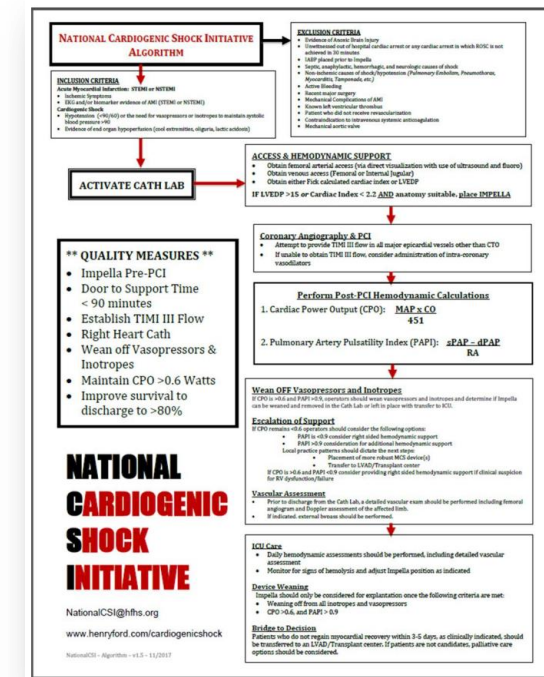 NATIONAL CARDIOGENIC SHOCK INITIATIVE
ALGORITHM
EXCLUSION CRITERIA
• Evidence of Anoxic Brain Injury
• Unwitnessed out of hospital cardiac arrest or any cardiac arrest in which ROSC is not
achieved in 30 minutes
• IABP placed prior to Impella
• Septic, anaphylactic, hemorrhagic, and neurologic causes of shock
• Non-ischemic causes of shock/hypotension (Pulmonary Embolism, Pneumothorax,
Myocarditis, Tamponade, etc.)
• Active Bleeding
• Recent major surgery
• Mechanical Complications of AMI
• Known left ventricular thrombus
• Patient who did not receive revascularization
• Contraindication to intravenous systemic anticoagulation
• Mechanical aortic valve
INCLUSION CRITERIA
Acute Myocardial Infarction: STEMI or NSTEMI
• Ischemic Symptoms
• EKG and/or biomarker evidence of AMI (STEMI or NSTEMI)
Cardiogenic Shock
• Hypotension (<90/60) or the need for vasopressors or inotropes to maintain systolic
blood pressure >90
• Evidence of end organ hypoperfusion (cool extremities, oliguria, lactic acidosis)
ACTIVATE CATH LAB
ACCESS & HEMODYNAMIC SUPPORT
• Obtain femoral arterial access (via direct visualization with use of ultrasound and fluoro)
• Obtain venous access (Femoral or Internal Jugular)
• Obtain either Fick calculated cardiac index or LVEDP
IF LVEDP >15 or Cardiac Index < 2.2 AND anatomy suitable, place IMPELLA
Coronary Angiography & PCI
• Attempt to provide TIMI III flow in all major epicardial vessels other than CTO
• If unable to obtain TIMI III flow, consider administration of intra-coronary
vasodilators
** QUALITY MEASURES **
• Impella Pre-PCI
• Door to Support Time
< 90 minutes
• Establish TIMI III Flow
• Right Heart Cath
• Wean off Vasopressors &
Inotropes
• Maintain CPO >0.6 Watts
• Improve survival to
discharge to >80%
Perform Post-PCI Hemodynamic Calculations
1. Cardiac Power Output (CPO): MAP x CO
451
2. Pulmonary Artery Pulsatility Index (PAPI): sPAP – dPAP
RA
Wean OFF Vasopressors and Inotropes
If CPO is >0.6 and PAPI >0.9, operators should wean vasopressors and inotropes and determine if Impella
can be weaned and removed in the Cath Lab or left in place with transfer to ICU.
Escalation of Support
If CPO remains <0.6 operators should consider the following options:
• PAPI is <0.9 consider right sided hemodynamic support
• PAPI >0.9 consideration for additional hemodynamic support
Local practice patterns should dictate the next steps:
• Placement of more robust MCS device(s)
• Transfer to LVAD/Transplant center
If CPO is >0.6 and PAPI <0.9 consider providing right sided hemodynamic support if clinical suspicion
for RV dysfunction/failure
Vascular Assessment
• Prior to discharge from the Cath Lab, a detailed vascular exam should be performed including femoral
angiogram and Doppler assessment of the affected limb.
• If indicated, external bypass should be performed.
NATIONAL
CARDIOGENIC
SHOCK
INITIATIVE
NationalCSI@hfhs.org
www.henryford.com/cardiogenicshock
NationalCSI – Algorithm – v1.5 – 11/2017
ICU Care
• Daily hemodynamic assessments should be performed, including detailed vascular
assessment
• Monitor for signs of hemolysis and adjust Impella position as indicated
Device Weaning
Impella should only be considered for explantation once the following criteria are met:
• Weaning off from all inotropes and vasopressors
• CPO >0.6, and PAPI > 0.9
Bridge to Decision
Patients who do not regain myocardial recovery within 3-5 days, as clinically indicated, should
be transferred to an LVAD/Transplant center. If patients are not candidates, palliative care
options should be considered.